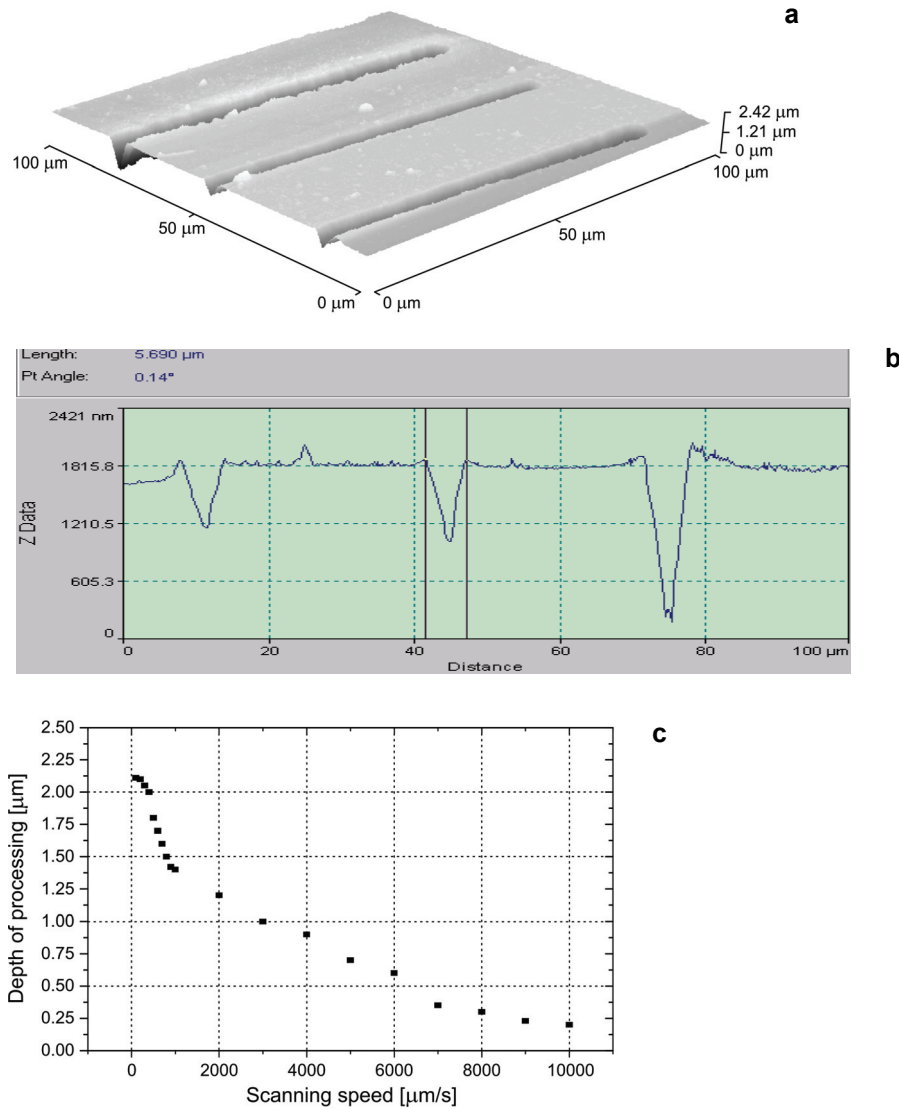 a
2.42 μm
1.21 μm
0 μm
100 μm
100 μm
50 μm
50 μm
0 μm
0 μm
b
Length: 5.690 μm
Pt Angle: 0.14°
2421 nm
1815.8
1210.5
605.3
0
Z Data
0 20 40 60 80 100 μm
Distance
c
2.50
2.25
2.00
1.75
1.50
1.25
1.00
0.75
0.50
0.25
0.00
Depth of processing [μm]
0 2000 4000 6000 8000 10000
Scanning speed [μm/s]